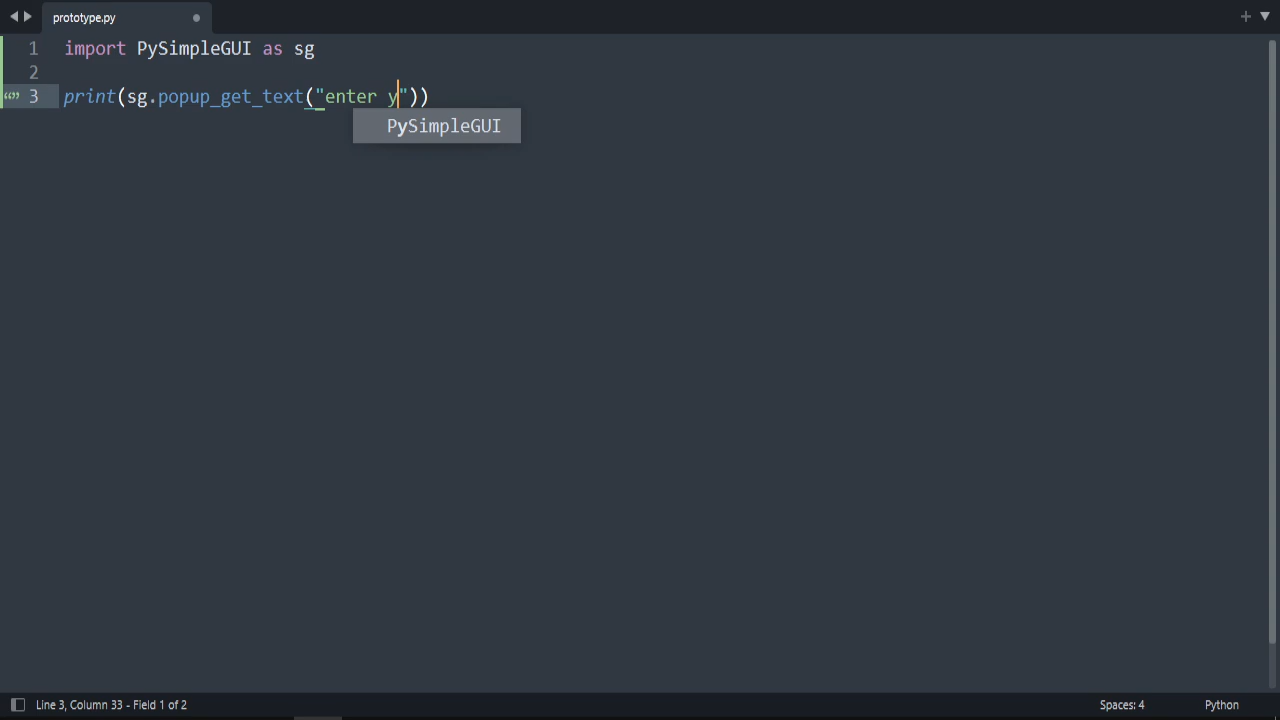 prototype.py
1 import PySimpleGUI as sg
2
3 print(sg.popup_get_text("enter y"))
PySimpleGUI
Line 3, Column 33 - Field 1 of 2
Spaces: 4
Python